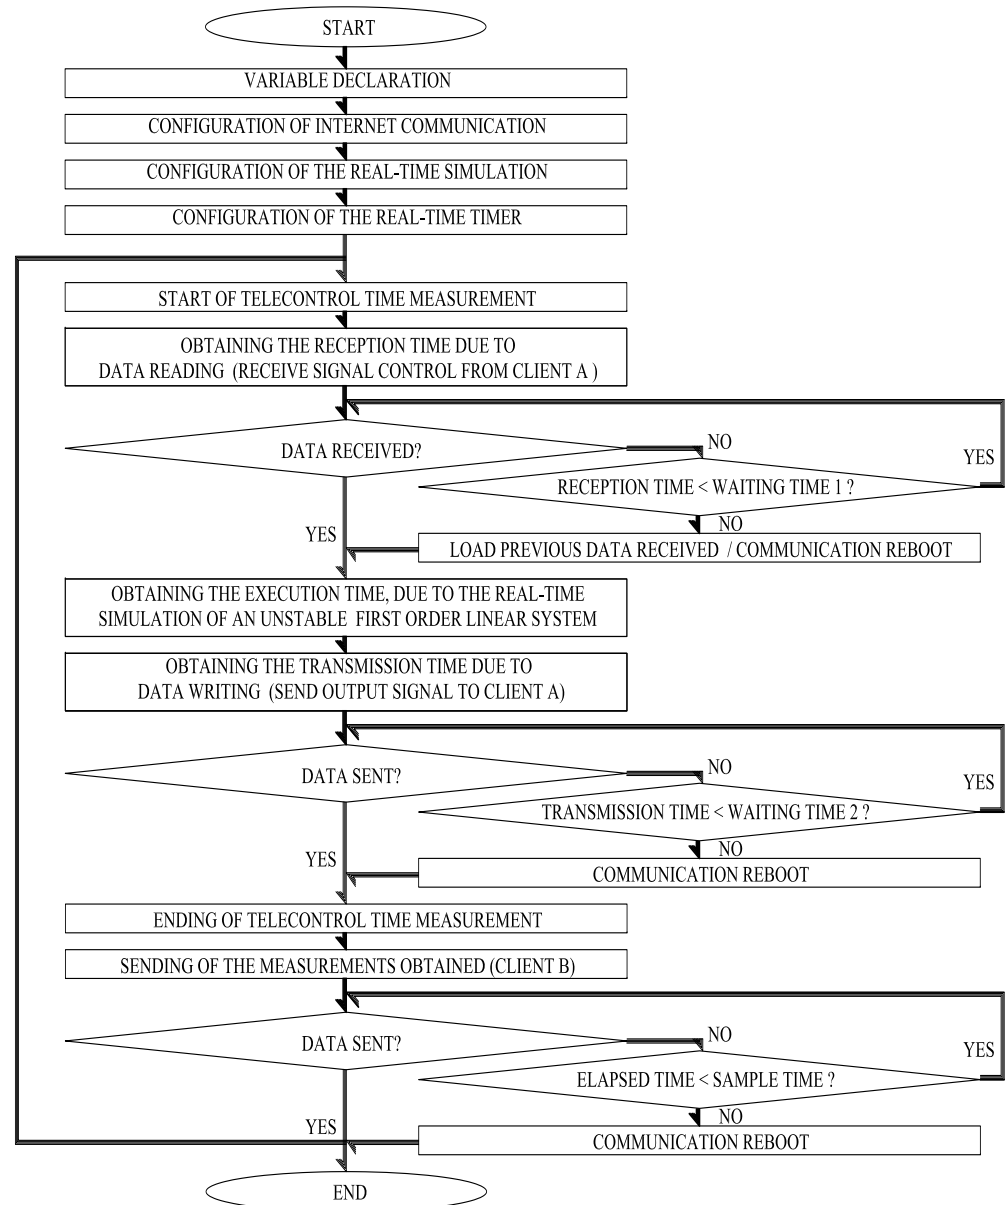 START
VARIABLE DECLARATION
CONFIGURATION OF INTERNET COMMUNICATION
CONFIGURATION OF THE REAL-TIME SIMULATION
CONFIGURATION OF THE REAL-TIME TIMER
START OF TELECONTROL TIME MEASUREMENT
OBTAINING THE RECEPTION TIME DUE TO
DATA READING (RECEIVE SIGNAL CONTROL FROM CLIENT A )
DATA RECEIVED?
NO
YES
RECEPTION TIME < WAITING TIME 1 ?
NO
YES
LOAD PREVIOUS DATA RECEIVED / COMMUNICATION REBOOT
OBTAINING THE EXECUTION TIME, DUE TO THE REAL-TIME
SIMULATION OF AN UNSTABLE FIRST ORDER LINEAR SYSTEM
OBTAINING THE TRANSMISSION TIME DUE TO
DATA WRITING (SEND OUTPUT SIGNAL TO CLIENT A)
DATA SENT?
NO
YES
TRANSMISSION TIME < WAITING TIME 2 ?
NO
YES
COMMUNICATION REBOOT
ENDING OF TELECONTROL TIME MEASUREMENT
SENDING OF THE MEASUREMENTS OBTAINED (CLIENT B)
DATA SENT?
NO
YES
ELAPSED TIME < SAMPLE TIME ?
NO
YES
COMMUNICATION REBOOT
END